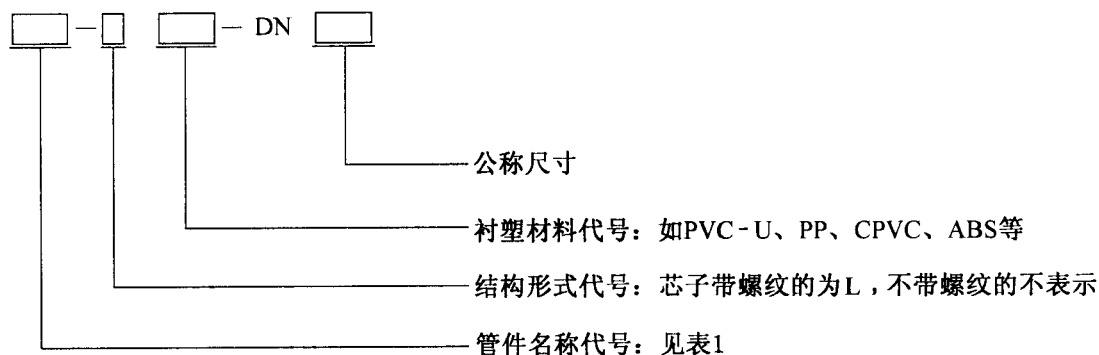 — — DN
公称尺寸
衬塑材料代号：如PVC-U、PP、CPVC、ABS等
结构形式代号：芯子带螺纹的为L，不带螺纹的不表示
管件名称代号：见表1